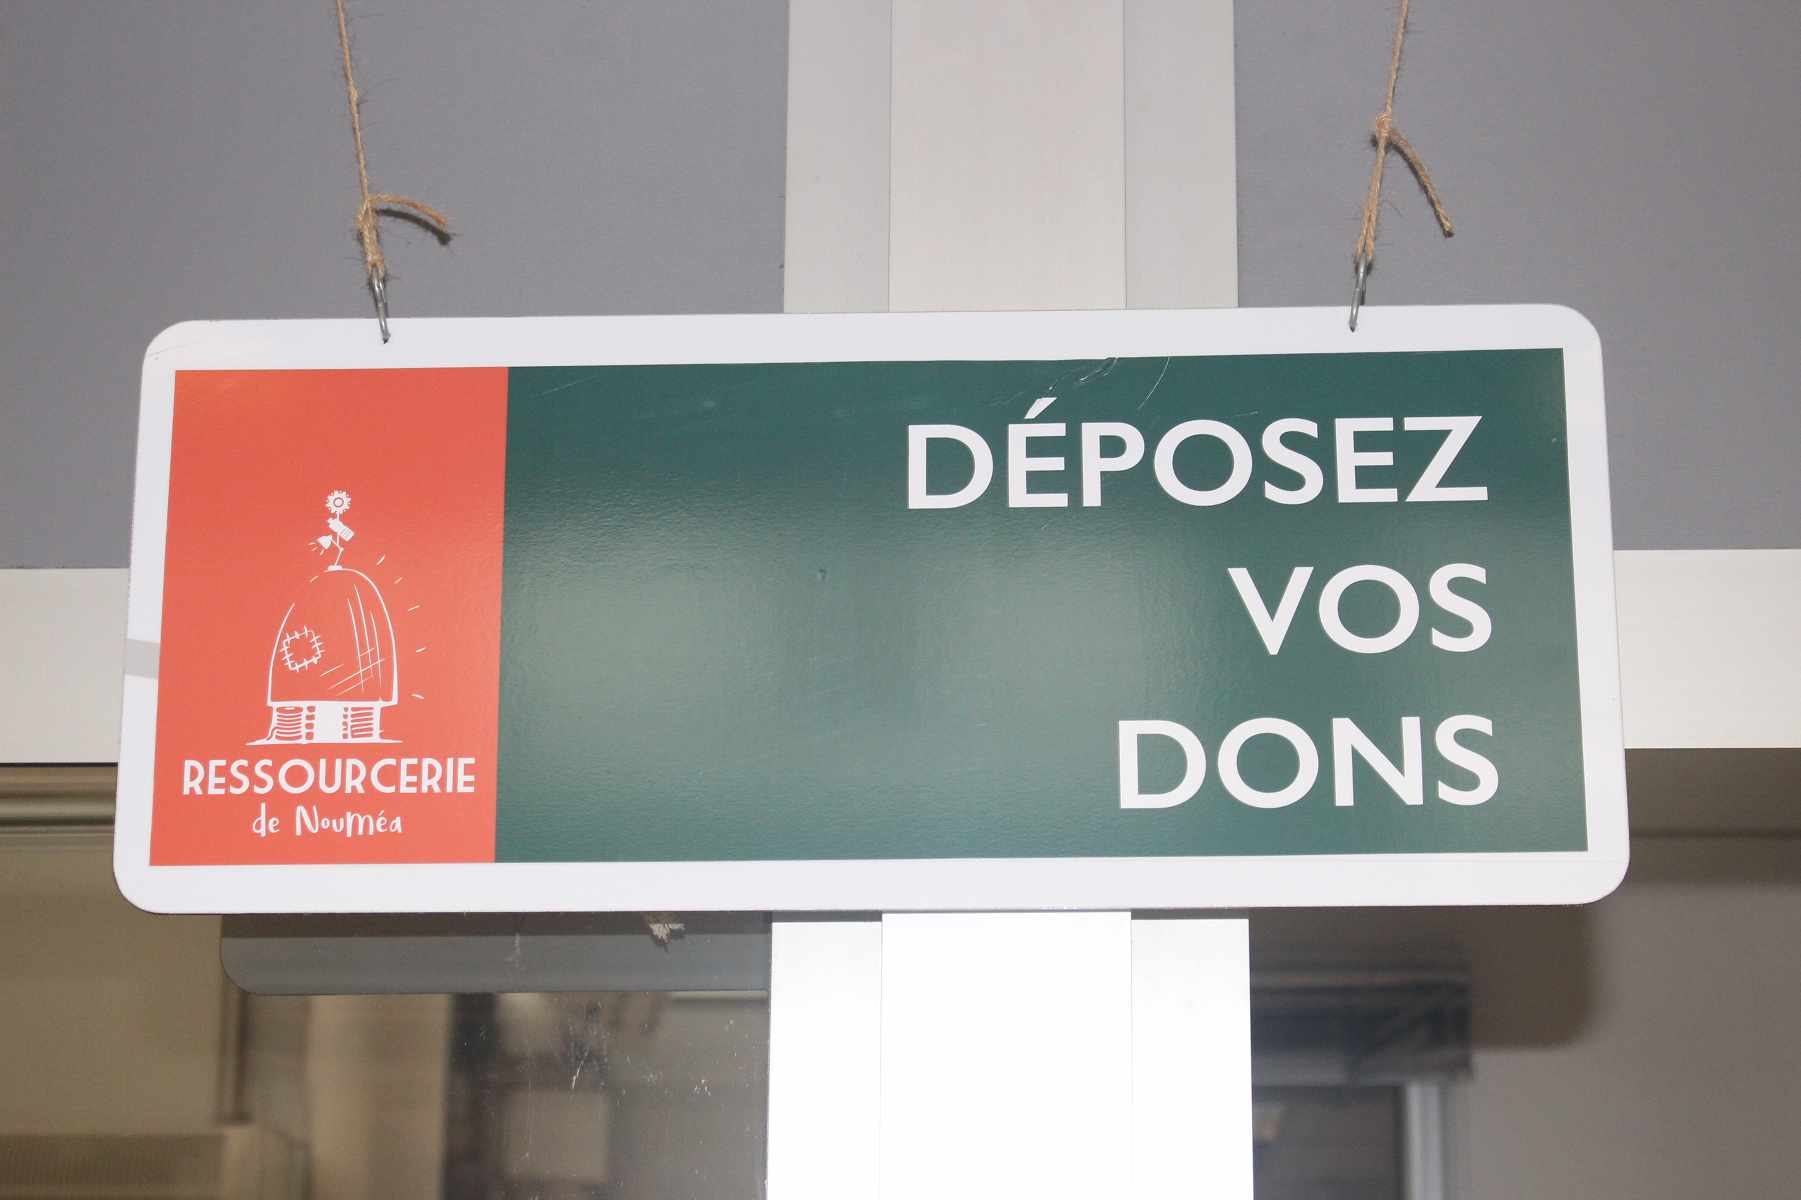 RESSOURCERIE
de Nouméa
DÉPOSEZ
VOS
DONS